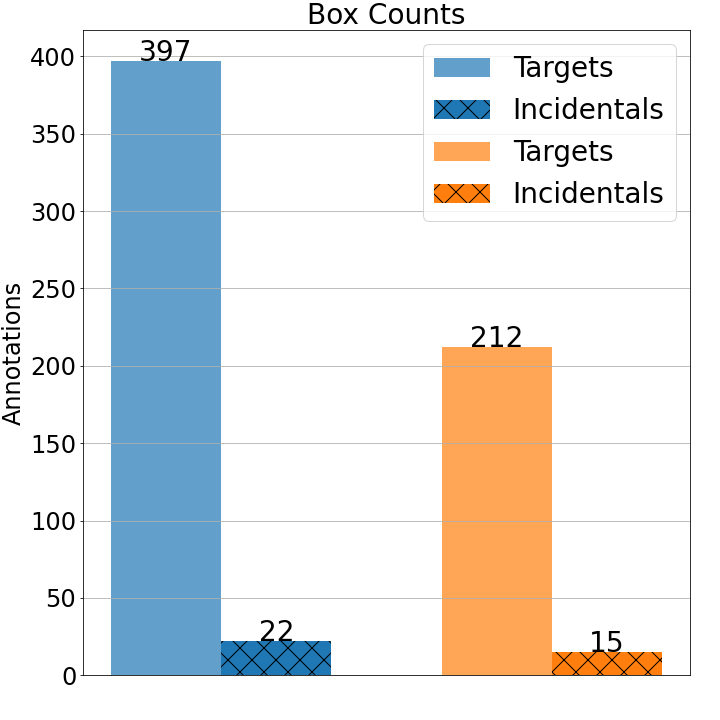 Box Counts
Annotations
400
350
300
250
200
150
100
50
0
397
22
212
15
Targets
Incidentals
Targets
Incidentals